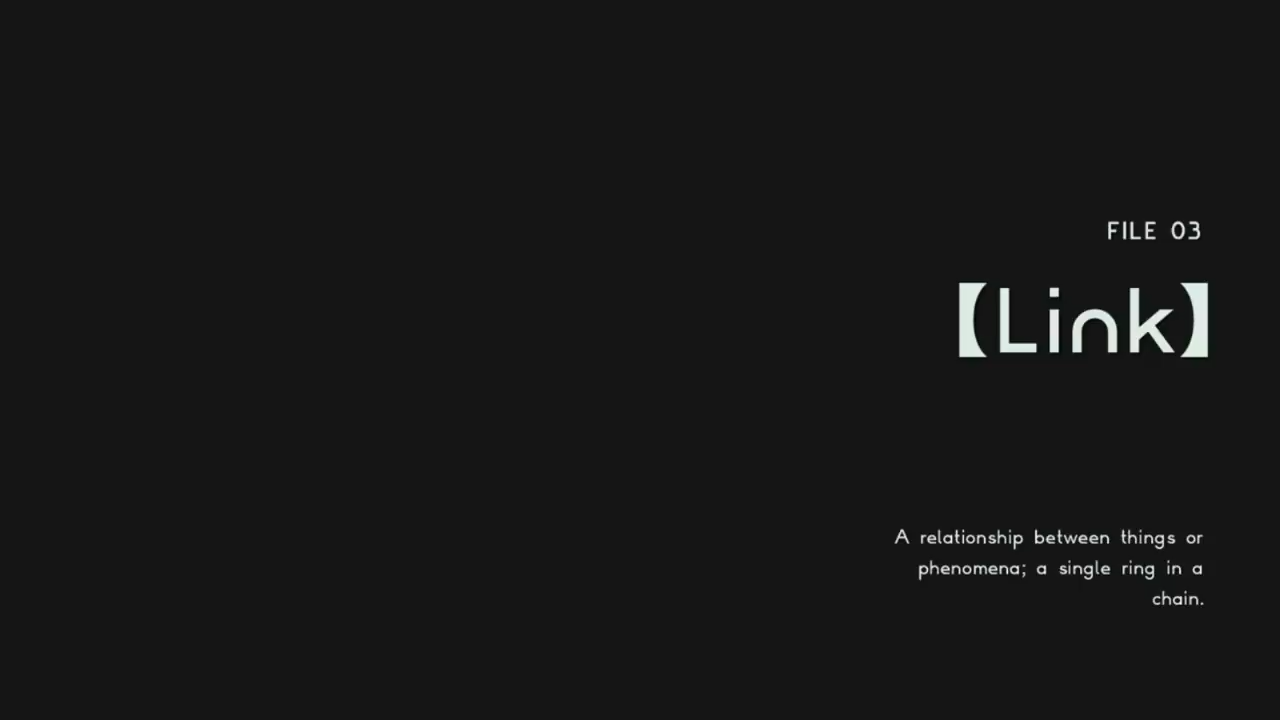 FILE 03
【Link】
A relationship between things or
phenomena; a single ring in a
chain.